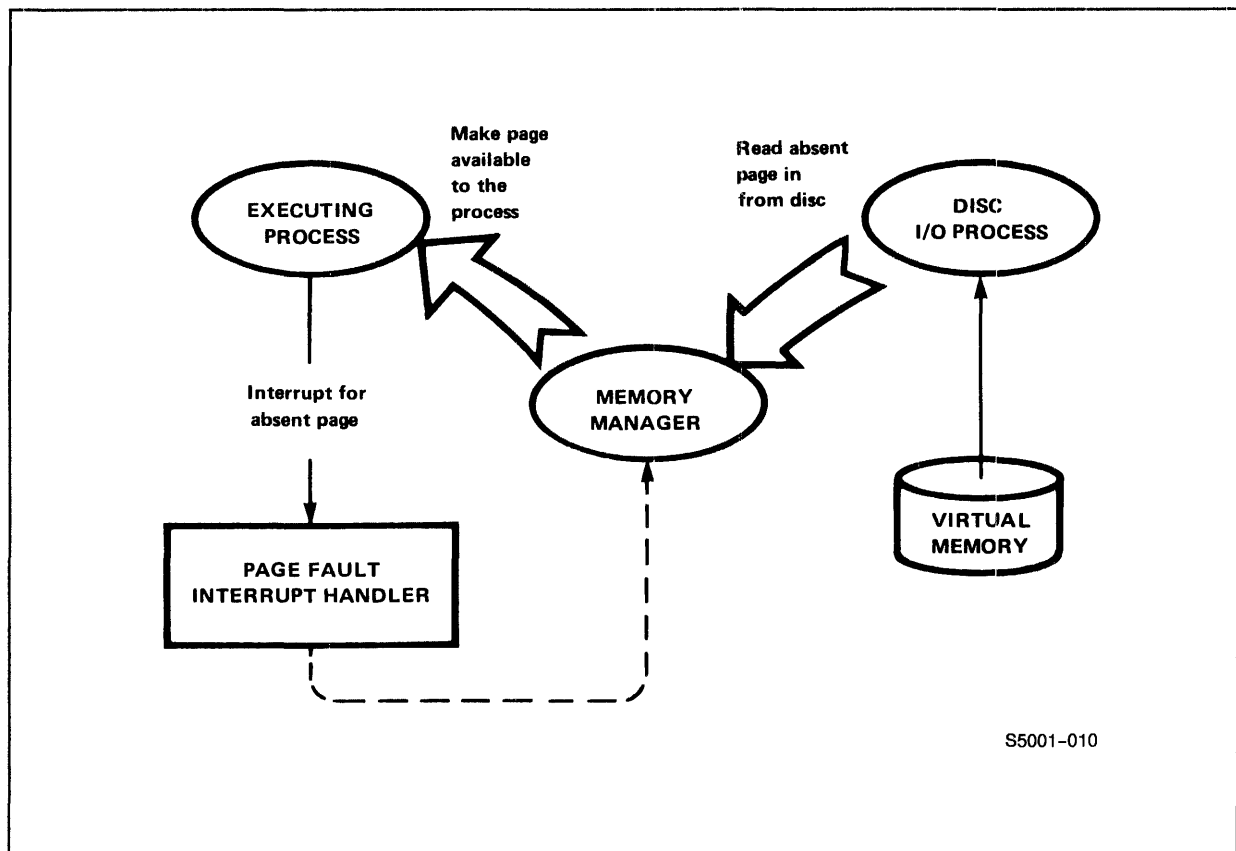 Make page
available
to the
process
Read absent
page in
from disc
EXECUTING
PROCESS
DISC
I/O PROCESS
Interrupt for
absent page
MEMORY
MANAGER
VIRTUAL
MEMORY
PAGE FAULT
INTERRUPT HANDLER
S5001-010